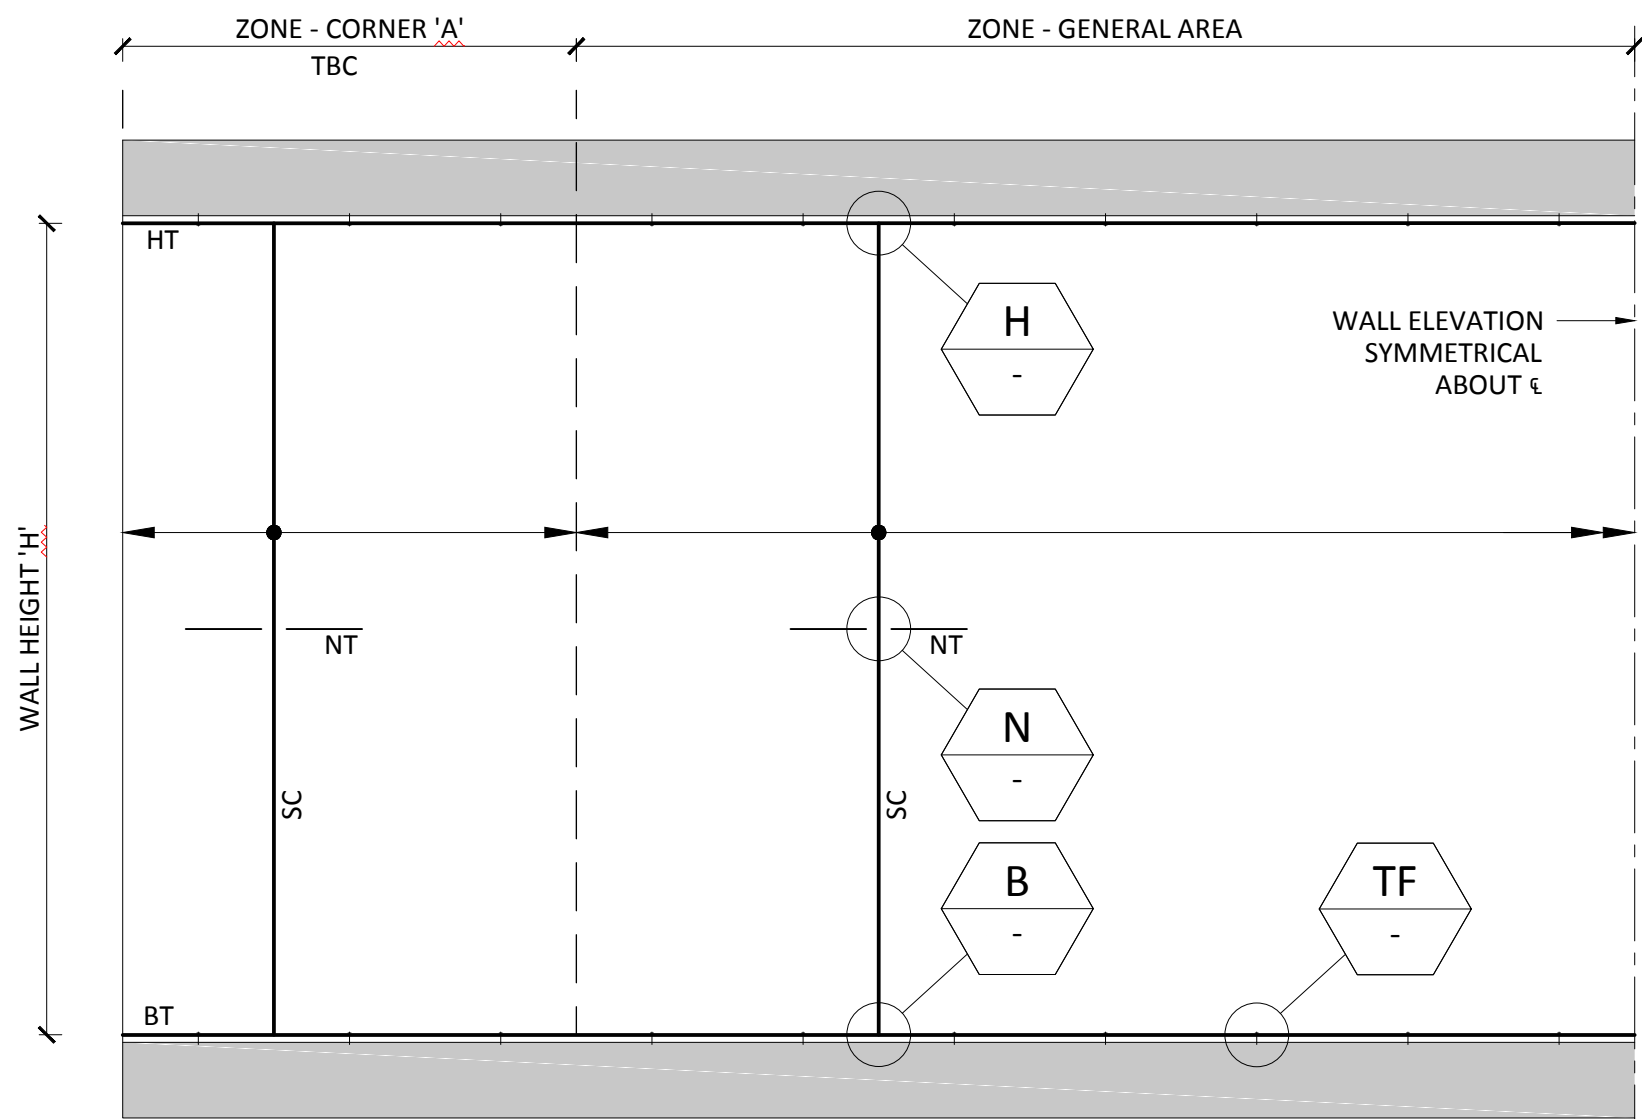 ZONE - CORNER 'A'
TBC
ZONE - GENERAL AREA
HT
H
-
WALL ELEVATION
SYMMETRICAL
ABOUT ℄
WALL HEIGHT 'H'
NT
NT
N
-
SC
SC
B
-
TF
-
BT